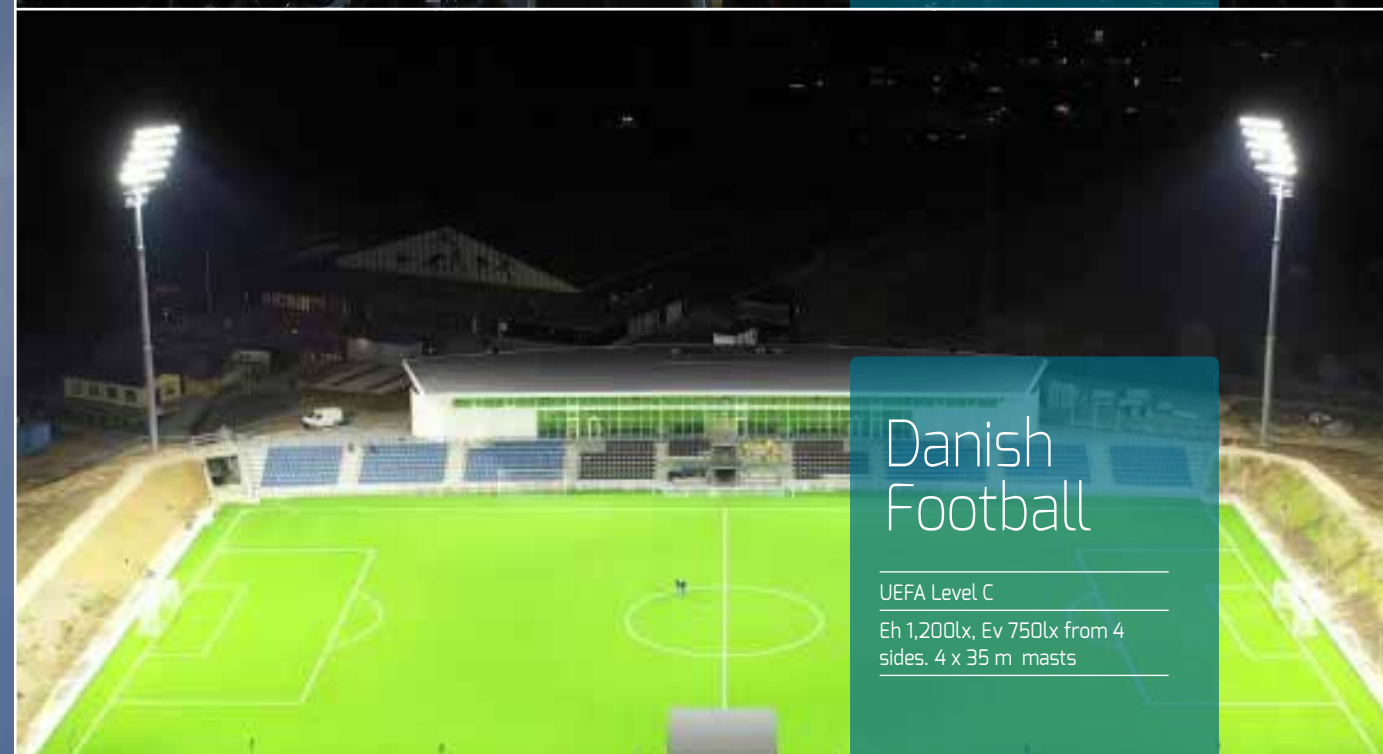 Danish
Football
UEFA Level C
Eh 1,200lx, Ev 750lx from 4
sides. 4 x 35 m masts